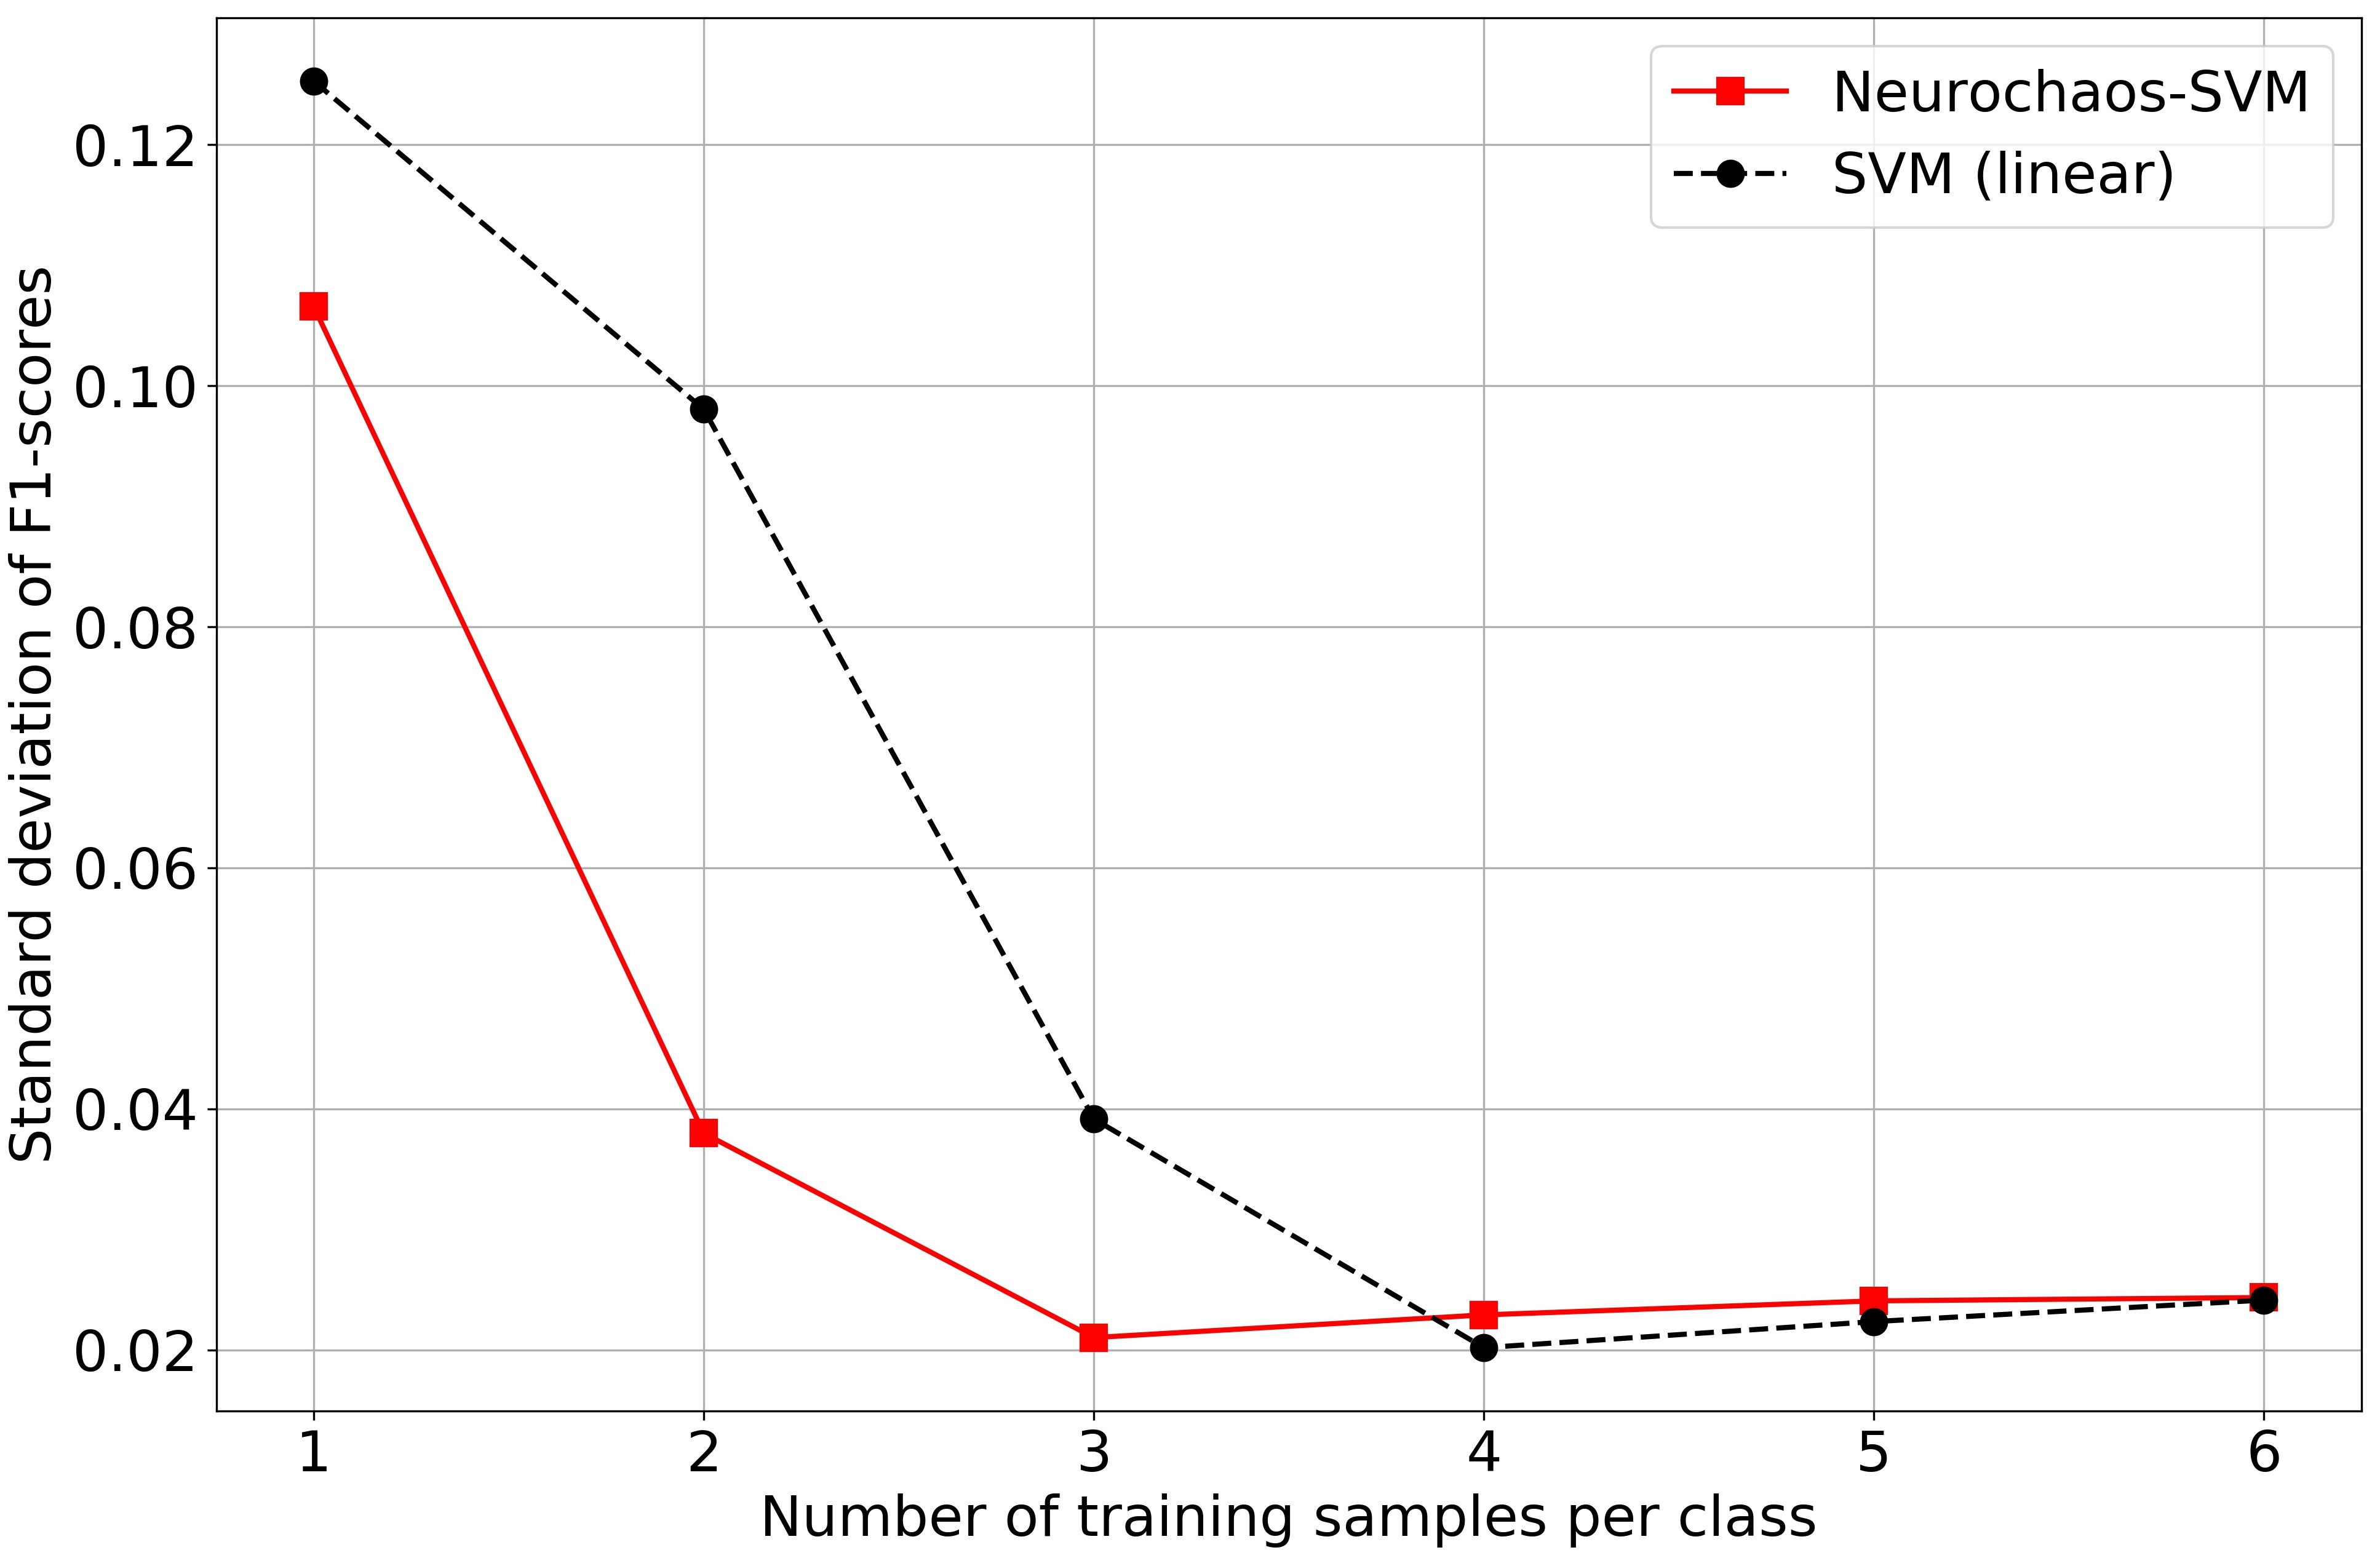 Neurochaos-SVM
SVM (linear)
Standard deviation of F1-scores
0.12
0.10
0.08
0.06
0.04
0.02
1 2 3 4 5 6
Number of training samples per class